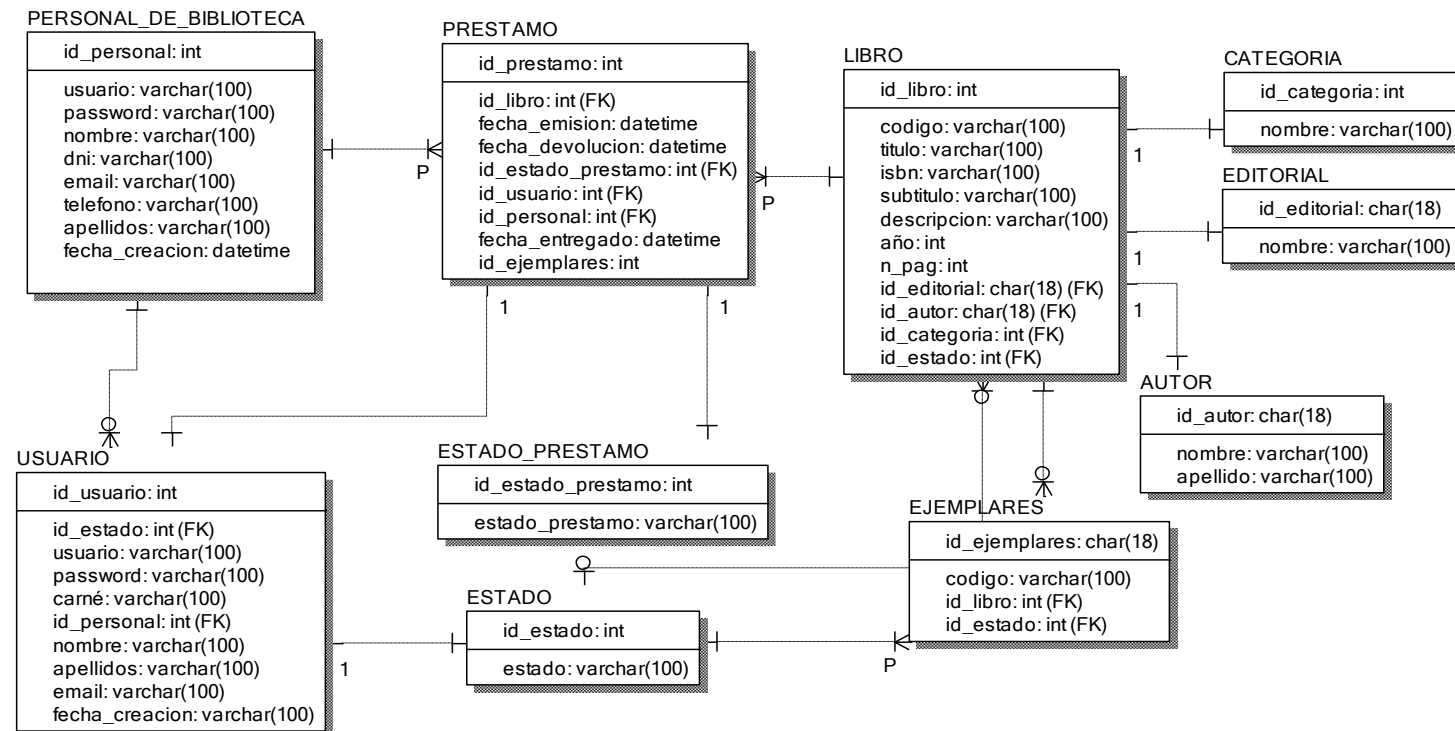 PERSONAL_DE_BIBLIOTECA
id_personal: int
usuario: varchar(100)
password: varchar(100)
nombre: varchar(100)
dni: varchar(100)
email: varchar(100)
telefono: varchar(100)
apellidos: varchar(100)
fecha_creacion: datetime
P
PRESTAMO
id_prestamo: int
id_libro: int (FK)
fecha_emision: datetime
fecha_devolucion: datetime
id_estado_prestamo: int (FK)
id_usuario: int (FK)
id_personal: int (FK)
fecha_entregado: datetime
id_ejemplares: int
1
1
P
LIBRO
id_libro: int
codigo: varchar(100)
titulo: varchar(100)
isbn: varchar(100)
subtitulo: varchar(100)
descripcion: varchar(100)
año: int
n_pag: int
id_editorial: char(18) (FK)
id_autor: char(18) (FK)
id_categoria: int (FK)
id_estado: int (FK)
1
1
1
CATEGORIA
id_categoria: int
nombre: varchar(100)
EDITORIAL
id_editorial: char(18)
nombre: varchar(100)
AUTOR
id_autor: char(18)
nombre: varchar(100)
apellido: varchar(100)
USUARIO
id_usuario: int
id_estado: int (FK)
usuario: varchar(100)
password: varchar(100)
carné: varchar(100)
id_personal: int (FK)
nombre: varchar(100)
apellidos: varchar(100)
email: varchar(100)
fecha_creacion: varchar(100)
1
ESTADO_PRESTAMO
id_estado_prestamo: int
estado_prestamo: varchar(100)
ESTADO
id_estado: int
estado: varchar(100)
P
EJEMPLARES
id_ejemplares: char(18)
codigo: varchar(100)
id_libro: int (FK)
id_estado: int (FK)